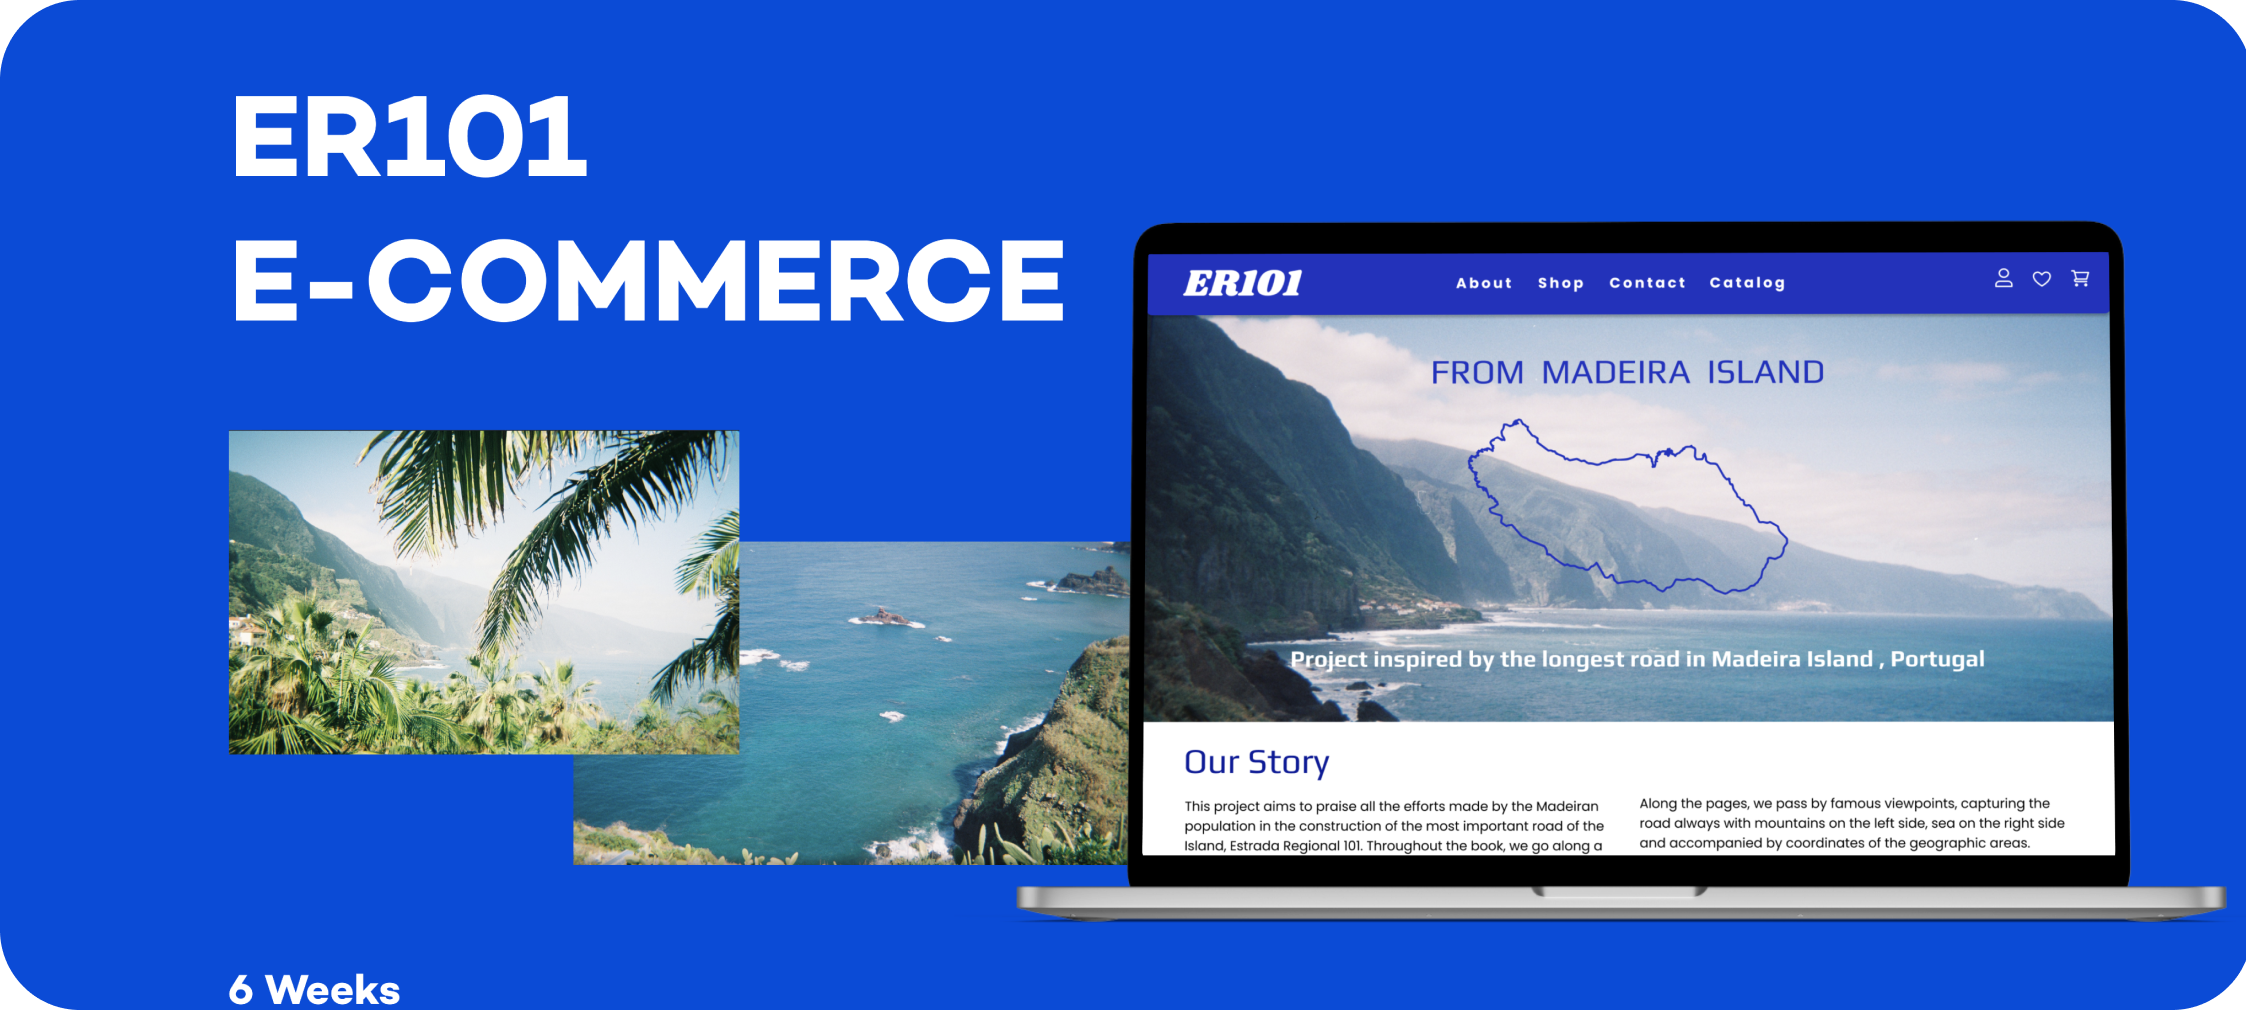 ER101
E-COMMERCE
ER101
About Shop Contact Catalog
FROM MADEIRA ISLAND
Project inspired by the longest road in Madeira Island , Portugal
Our Story
This project aims to praise all the efforts made by the Madeiran
population in the construction of the most important road of the
Island, Estrada Regional 101. Throughout the book, we go along a
Along the pages, we pass by famous viewpoints, capturing the
road always with mountains on the left side, sea on the right side
and accompanied by coordinates of the geographic areas.
6 Weeks